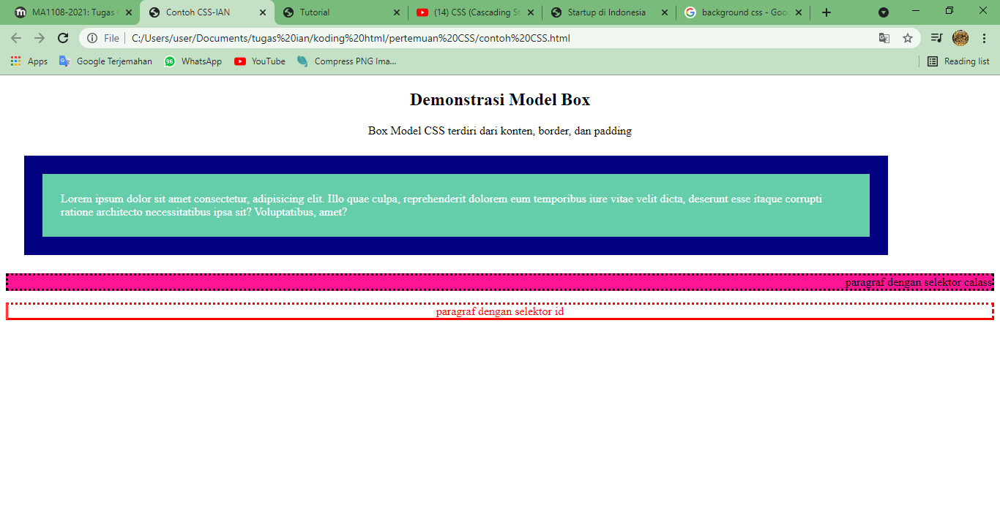 MA1108-2021: Tugas
Contoh CSS-IAN
Tutorial
(14) CSS (Cascading St
Startup di Indonesia
background css - Goo
File
C:/Users/user/Documents/tugas%20ian/koding%20html/pertemuan%20CSS/contoh%20CSS.html
Apps
Google Terjemahan
96
WhatsApp
YouTube
Compress PNG Ima...
Reading list
Demonstrasi Model Box
Box Model CSS terdiri dari konten, border, dan padding
Lorem ipsum dolor sit amet consectetur, adipisicing elit. Illo quae culpa, reprehenderit dolorem eum temporibus iure vitae velit dicta, deserunt esse itaque corrupti
ratione architecto necessitatibus ipsa sit? Voluptatibus, amet?
paragraf dengan selektor calass
paragraf dengan selektor id